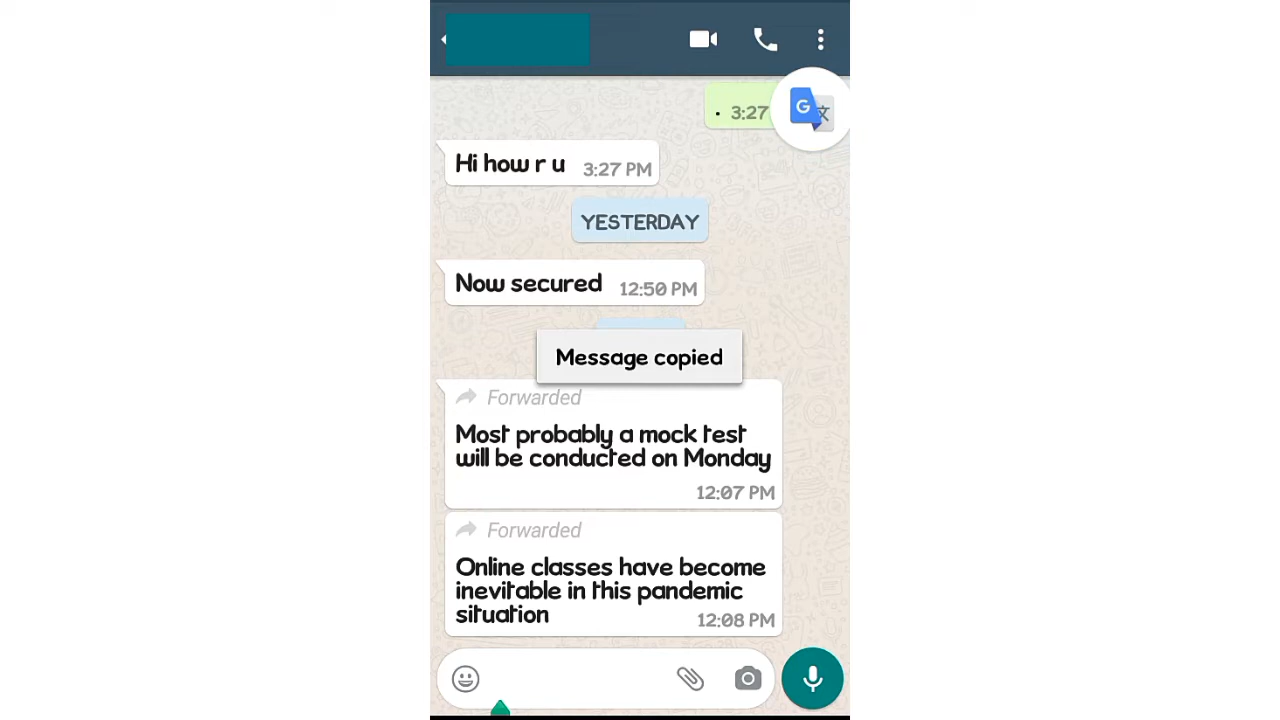 . 3:27
Hi how r u 3:27 PM
YESTERDAY
Now secured 12:50 PM
Message copied
Forwarded
Most probably a mock test
will be conducted on Monday
12:07 PM
Forwarded
Online classes have become
inevitable in this pandemic
situation 12:08 PM